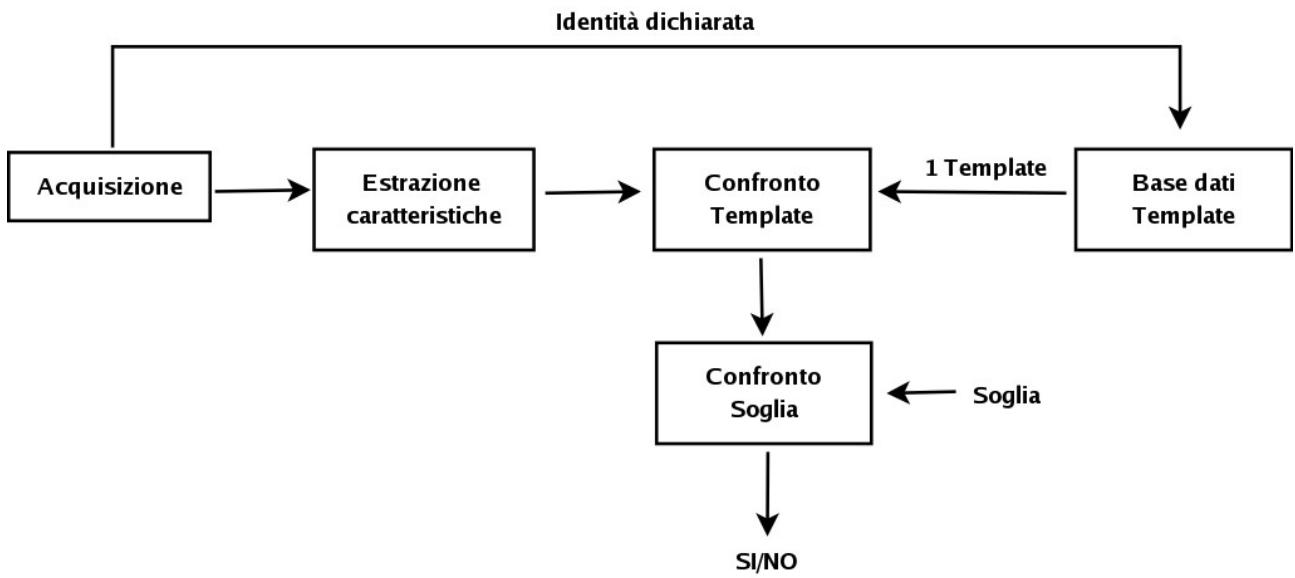 Identità dichiarata
Acquisizione
Estrazione
caratteristiche
Confronto
Template
1 Template
Base dati
Template
Confronto
Soglia
Soglia
SI/NO